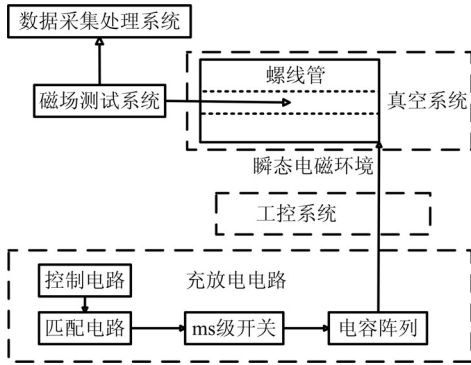 数据采集处理系统
螺线管
磁场测试系统
真空系统
瞬态电磁环境
工控系统
控制电路
充放电电路
匹配电路
ms级开关
电容阵列